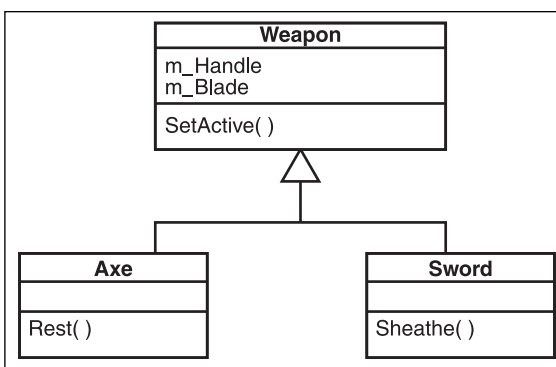 Weapon
m_Handle
m_Blade
SetActive( )
Axe
Rest( )
Sword
Sheathe( )